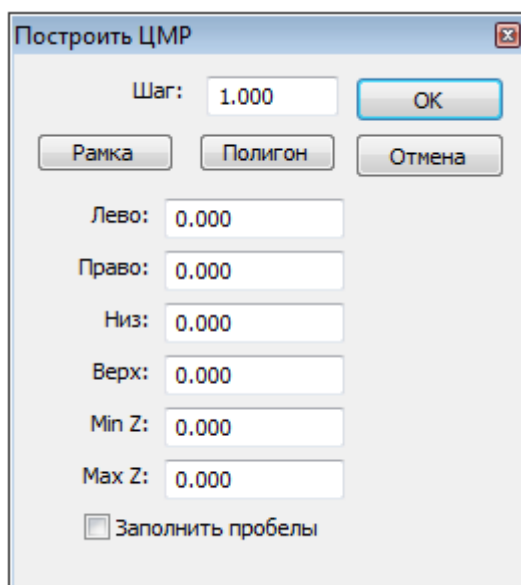 Построить ЦМР
Шаг: 1.000 OK
Рамка Полигон Отмена
Лево: 0.000
Право: 0.000
Низ: 0.000
Верх: 0.000
Min Z: 0.000
Max Z: 0.000
Заполнить пробелы